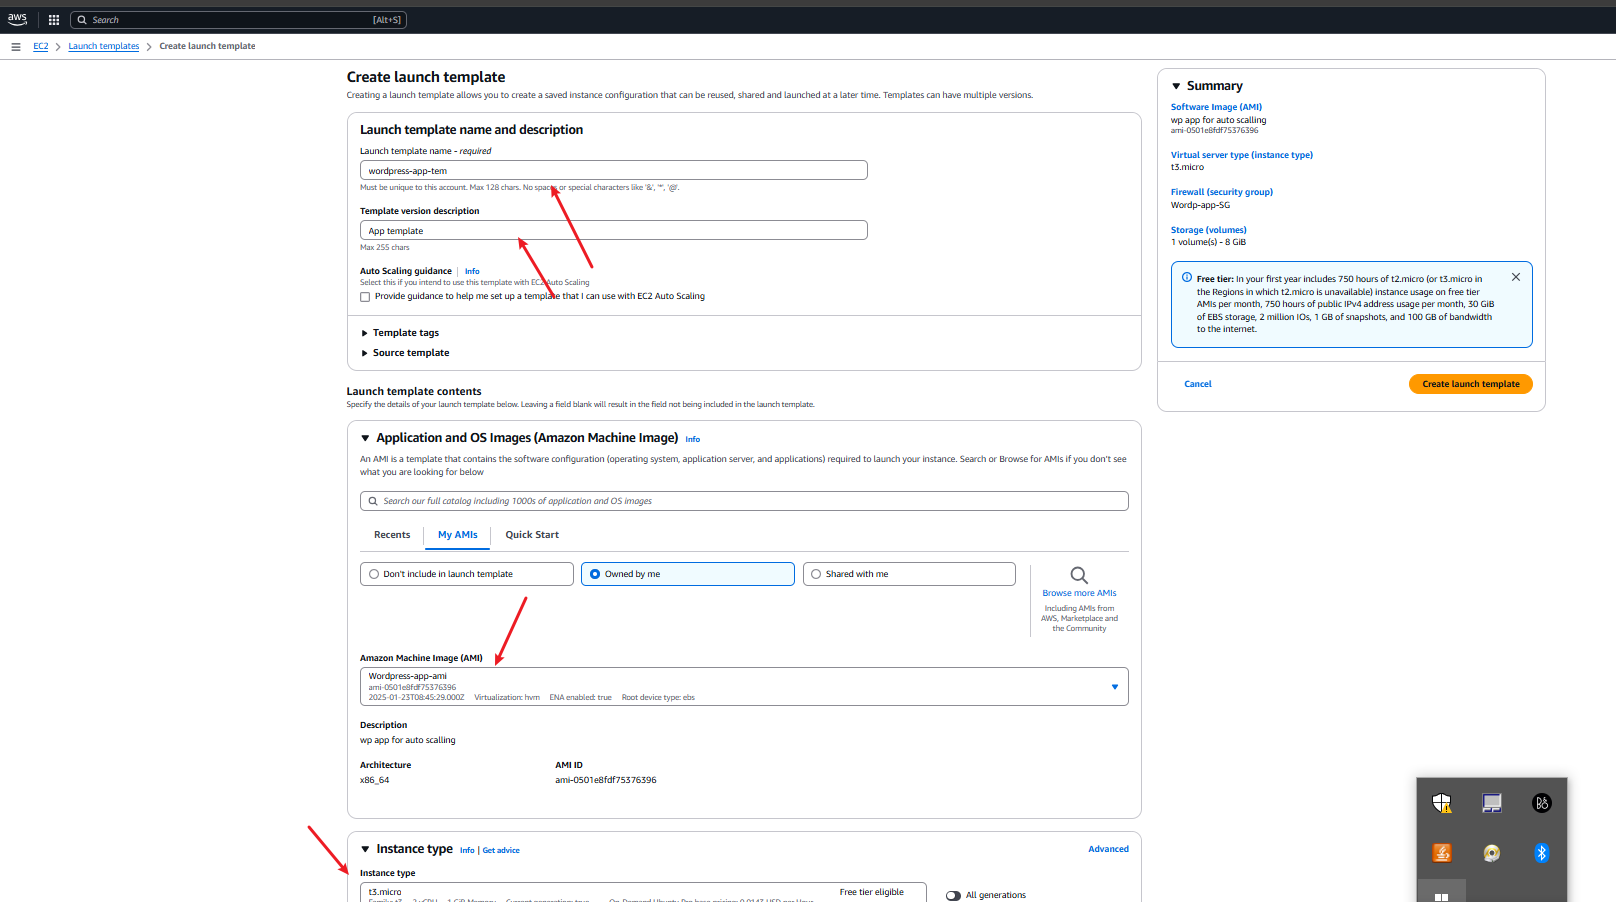 aws
Search [Alt+S]
EC2 > Launch templates > Create launch template
Create launch template
Creating a launch template allows you to create a saved instance configuration that can be reused, shared and launched at a later time. Templates can have multiple versions.
Launch template name and description
Launch template name - required
wordpress-app-tem
Must be unique to this account. Max 128 chars. No spaces or special characters like '&', '*', '@'.
Template version description
App template
Max 255 chars
Auto Scaling guidance | Info
Select this if you intend to use this template with EC2 Auto Scaling
Provide guidance to help me set up a template that I can use with EC2 Auto Scaling
Template tags
Source template
Launch template contents
Specify the details of your launch template below. Leaving a field blank will result in the field not being included in the launch template.
Application and OS Images (Amazon Machine Image) Info
An AMI is a template that contains the software configuration (operating system, application server, and applications) required to launch your instance. Search or Browse for AMIs if you don't see
what you are looking for below
Search our full catalog including 1000s of application and OS images
Recents My AMIs Quick Start
Don't include in launch template
Owned by me
Shared with me
Browse more AMIs
Including AMIs from
AWS, Marketplace and
the Community
Amazon Machine Image (AMI)
Wordpress-app-ami
ami-0501e8fdf75376396
2025-01-23T08:45:29.000Z Virtualization: hvm ENA enabled: true Root device type: ebs
Description
wp app for auto scalling
Architecture AMI ID
x86_64 ami-0501e8fdf75376396
Instance type Info | Get advice Advanced
Instance type
t3.micro Free tier eligible
All generations
Summary
Software Image (AMI)
wp app for auto scalling
ami-0501e8fdf75376396
Virtual server type (instance type)
t3.micro
Firewall (security group)
Wordp-app-SG
Storage (volumes)
1 volume(s) - 8 GiB
Free tier: In your first year includes 750 hours of t2.micro (or t3.micro in
the Regions in which t2.micro is unavailable) instance usage on free tier
AMIs per month, 750 hours of public IPv4 address usage per month, 30 GiB
of EBS storage, 2 million IOs, 1 GB of snapshots, and 100 GB of bandwidth
to the internet.
Cancel Create launch template